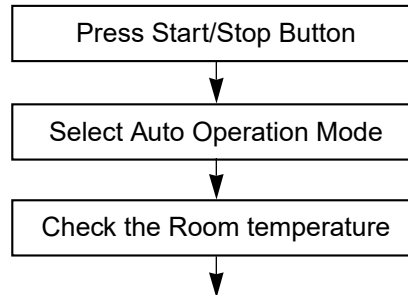 Press Start/Stop Button
Select Auto Operation Mode
Check the Room temperature